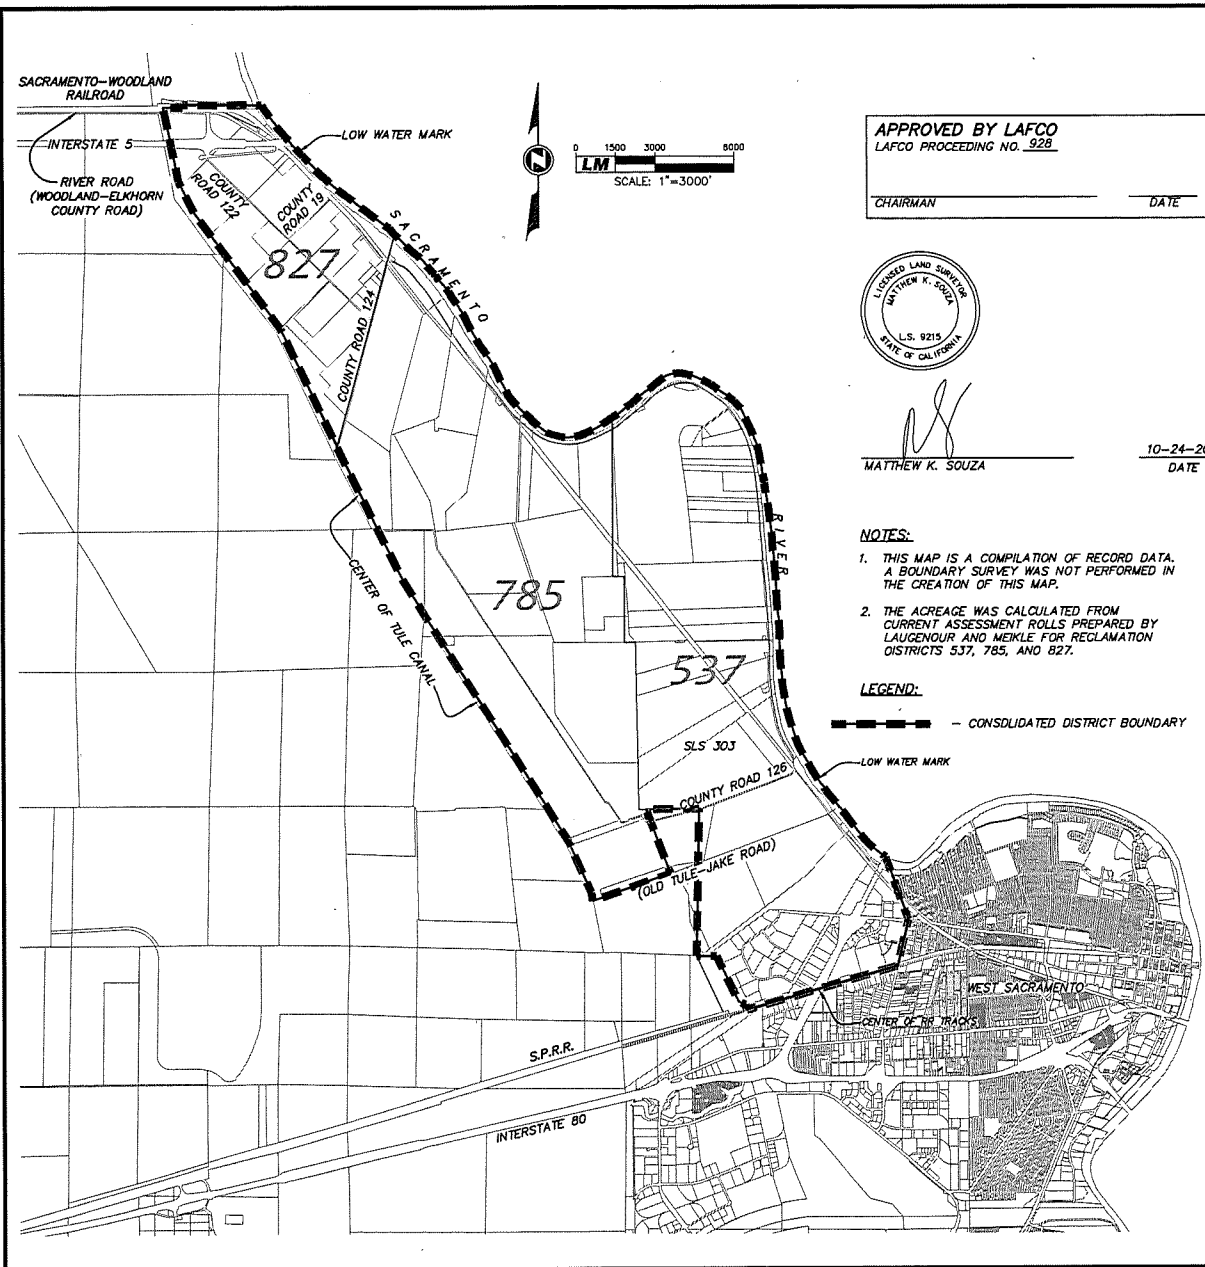 SACRAMENTO-WOODLAND
RAILROAD
INTERSTATE 5
RIVER ROAD
(WOODLAND-ELKHORN
COUNTY ROAD)
LOW WATER MARK
COUNTY
ROAD 122
COUNTY
ROAD 19
827
COUNTY ROAD 124
SACRAMENTO
RIVER
0 1500 3000 6000
LM
SCALE: 1"=3000'
N
APPROVED BY LAFCO
LAFCO PROCEEDING NO. 928
CHAIRMAN DATE
LICENSED LAND SURVEYOR
MATTHEW K. SOUZA
L.S. 9215
STATE OF CALIFORNIA
MATTHEW K. SOUZA
10-24-20
DATE
NOTES:
1. THIS MAP IS A COMPILATION OF RECORD DATA.
A BOUNDARY SURVEY WAS NOT PERFORMED IN
THE CREATION OF THIS MAP.
2. THE ACREAGE WAS CALCULATED FROM
CURRENT ASSESSMENT ROLLS PREPARED BY
LAUGENOUR AND MEIKLE FOR RECLAMATION
DISTRICTS 537, 785, AND 827.
LEGEND:
- CONSOLIDATED DISTRICT BOUNDARY
CENTER OF TULE CANAL
785
537
SLS 303
LOW WATER MARK
COUNTY ROAD 126
(OLD TULE-JAKE ROAD)
WEST SACRAMENTO
CENTER OF RR TRACKS
S.P.R.R.
INTERSTATE 80